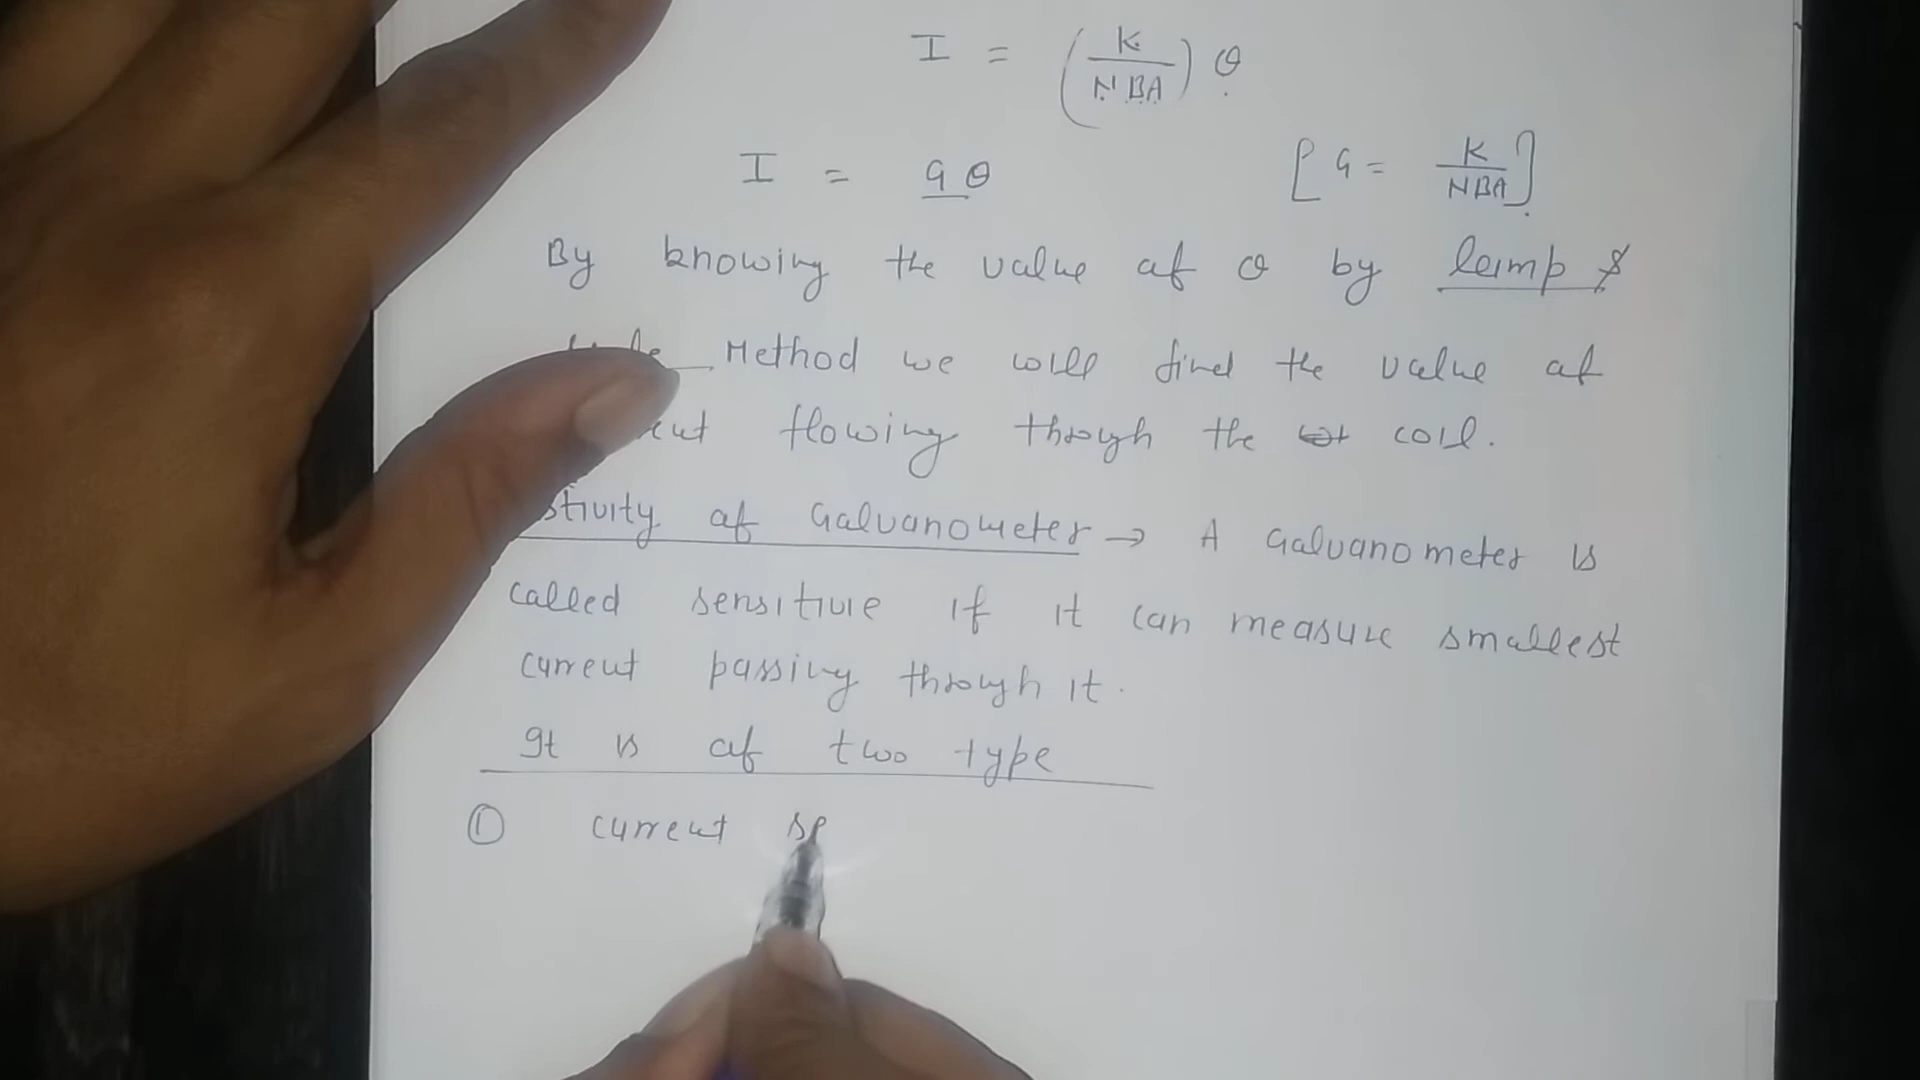 I = (K / NBA) θ
I = Gθ [G = K / NBA]
By knowing the value of θ by lamp &
Method we will find the value of
flowing through the coil.
of Galvanometer → A Galvanometer is
called sensitive if it can measure smallest
current passing through it.
It is of two type
① current se